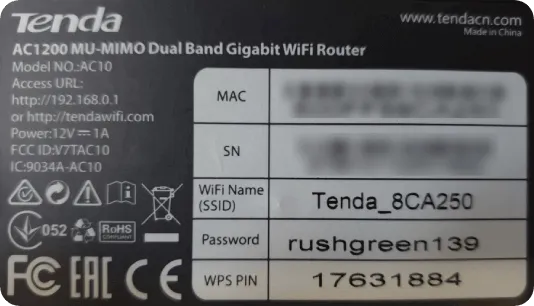 Tenda
www.tendacn.com
Made in China
AC1200 MU-MIMO Dual Band Gigabit WiFi Router
Model NO.:AC10
Access URL:
http://192.168.0.1
or http://tendawifi.com
Power:12V⎓1A
FCC ID:V7TAC10
IC:9034A-AC10
MAC
SN
WiFi Name
(SSID)
Tenda_8CA250
Password
rushgreen139
WPS PIN
17631884
052
RoHS
COMPLIANT
FC EAC CE